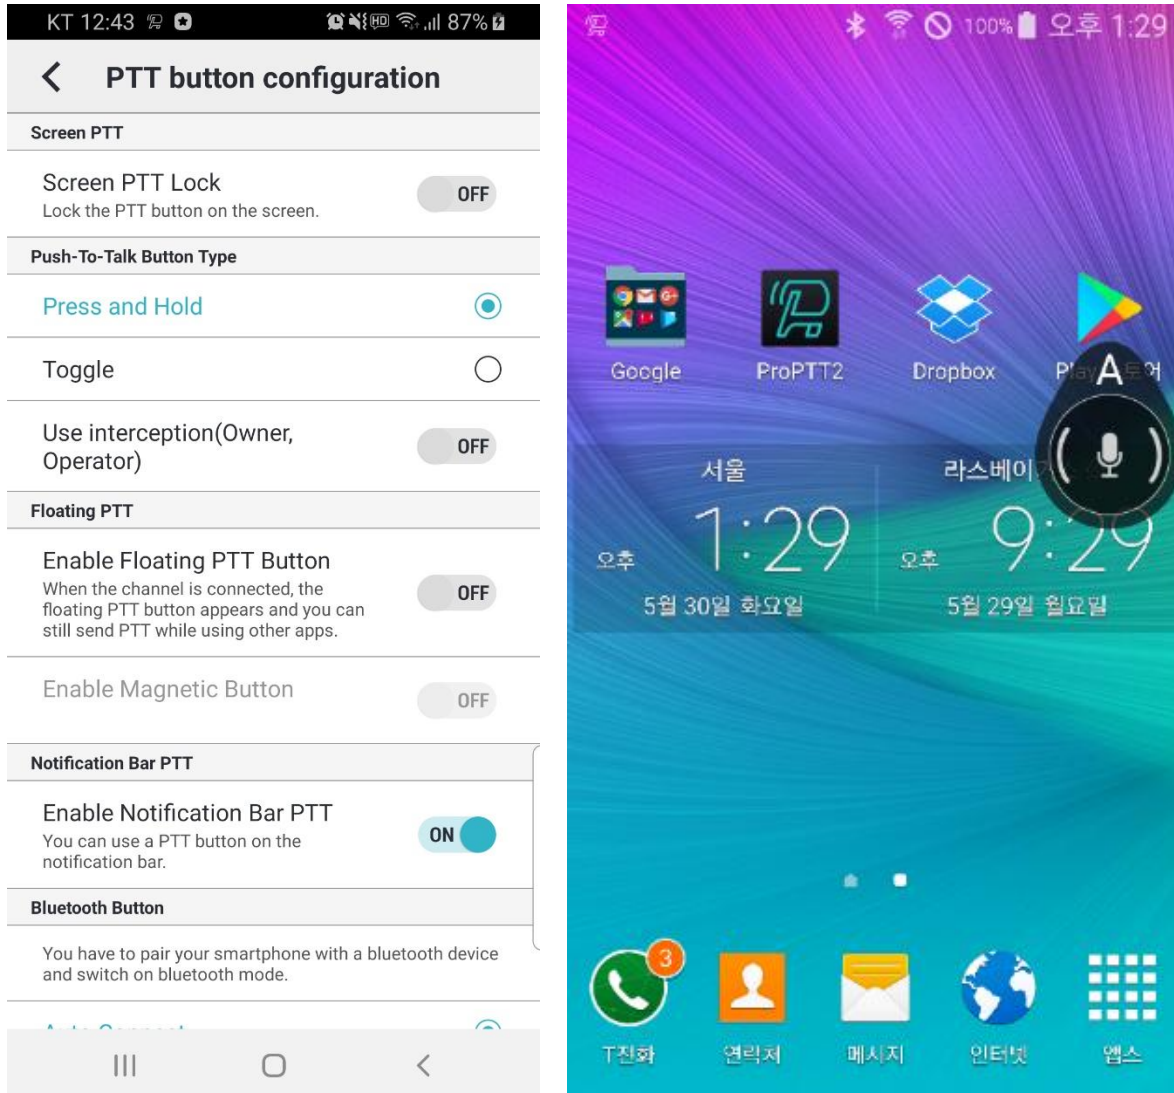 KT 12:43 HD 87%
PTT button configuration
Screen PTT
Screen PTT Lock
OFF
Lock the PTT button on the screen.
Push-To-Talk Button Type
Press and Hold
Toggle
Use interception(Owner,
Operator)
OFF
Floating PTT
Enable Floating PTT Button
When the channel is connected, the
floating PTT button appears and you can
still send PTT while using other apps.
OFF
Enable Magnetic Button
OFF
Notification Bar PTT
Enable Notification Bar PTT
You can use a PTT button on the
notification bar.
ON
Bluetooth Button
You have to pair your smartphone with a bluetooth device
and switch on bluetooth mode.
100% 오후 1:29
Google ProPTT2 Dropbox
A
서울
오후 1:29
5월 30일 화요일
라스베이
오후 9:29
5월 29일 월요일
3
T전화 연락처 메시지 인터넷 앱스